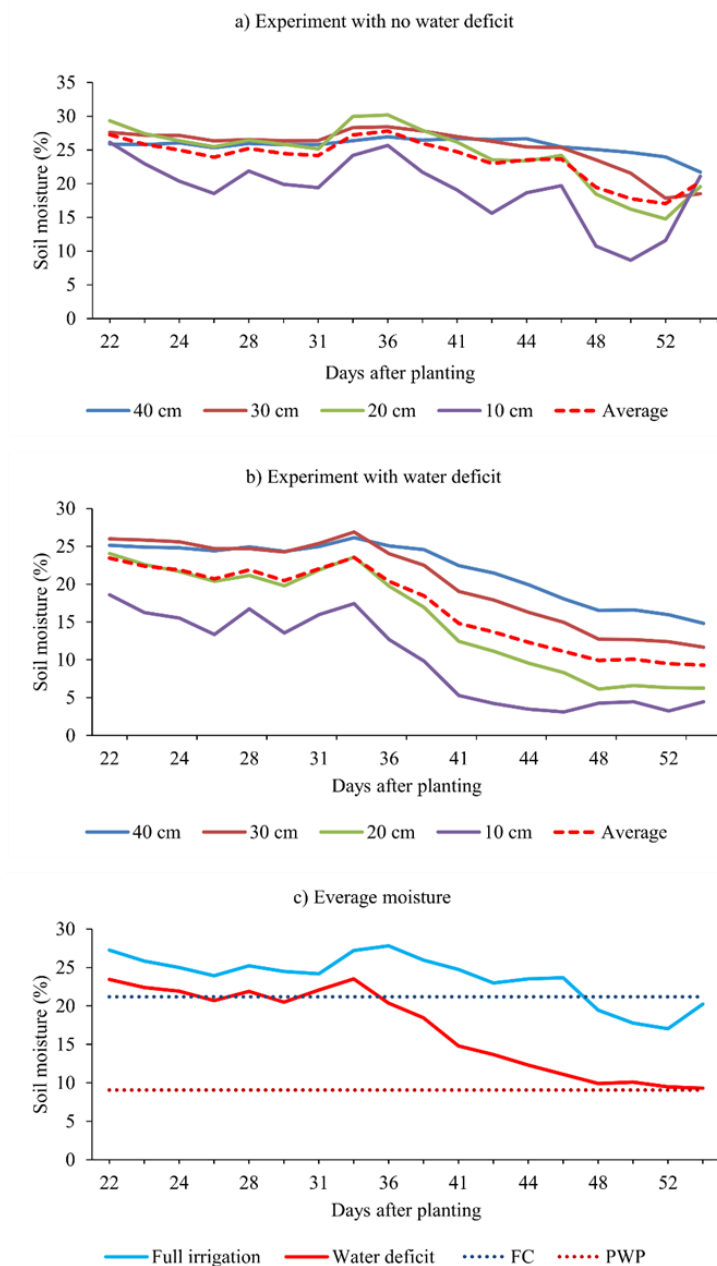 a) Experiment with no water deficit
35
30
25
20
15
10
5
0
Soil moisture (%)
22 24 28 31 36 41 44 48 52
Days after planting
40 cm 30 cm 20 cm 10 cm Average
b) Experiment with water deficit
30
25
20
15
10
5
0
Soil moisture (%)
22 24 28 31 36 41 44 48 52
Days after planting
40 cm 30 cm 20 cm 10 cm Average
c) Everage moisture
30
25
20
15
10
5
0
Soil moisture (%)
22 24 28 31 36 41 44 48 52
Days after planting
Full irrigation Water deficit FC PWP